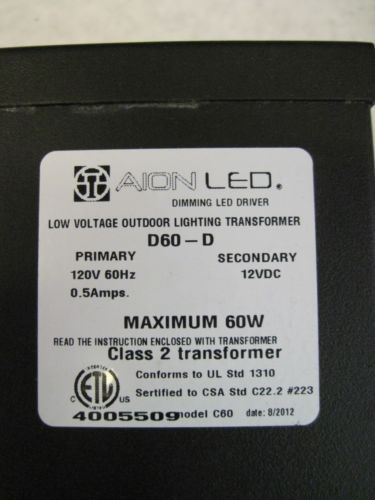 AION LED®
DIMMING LED DRIVER
LOW VOLTAGE OUTDOOR LIGHTING TRANSFORMER
D60-D
PRIMARY SECONDARY
120V 60Hz 12VDC
0.5Amps.
MAXIMUM 60W
READ THE INSTRUCTION ENCLOSED WITH TRANSFORMER
Class 2 transformer
Conforms to UL Std 1310
C ETL US
Sertified to CSA Std C22.2 #223
4005509 model C60 date: 8/2012